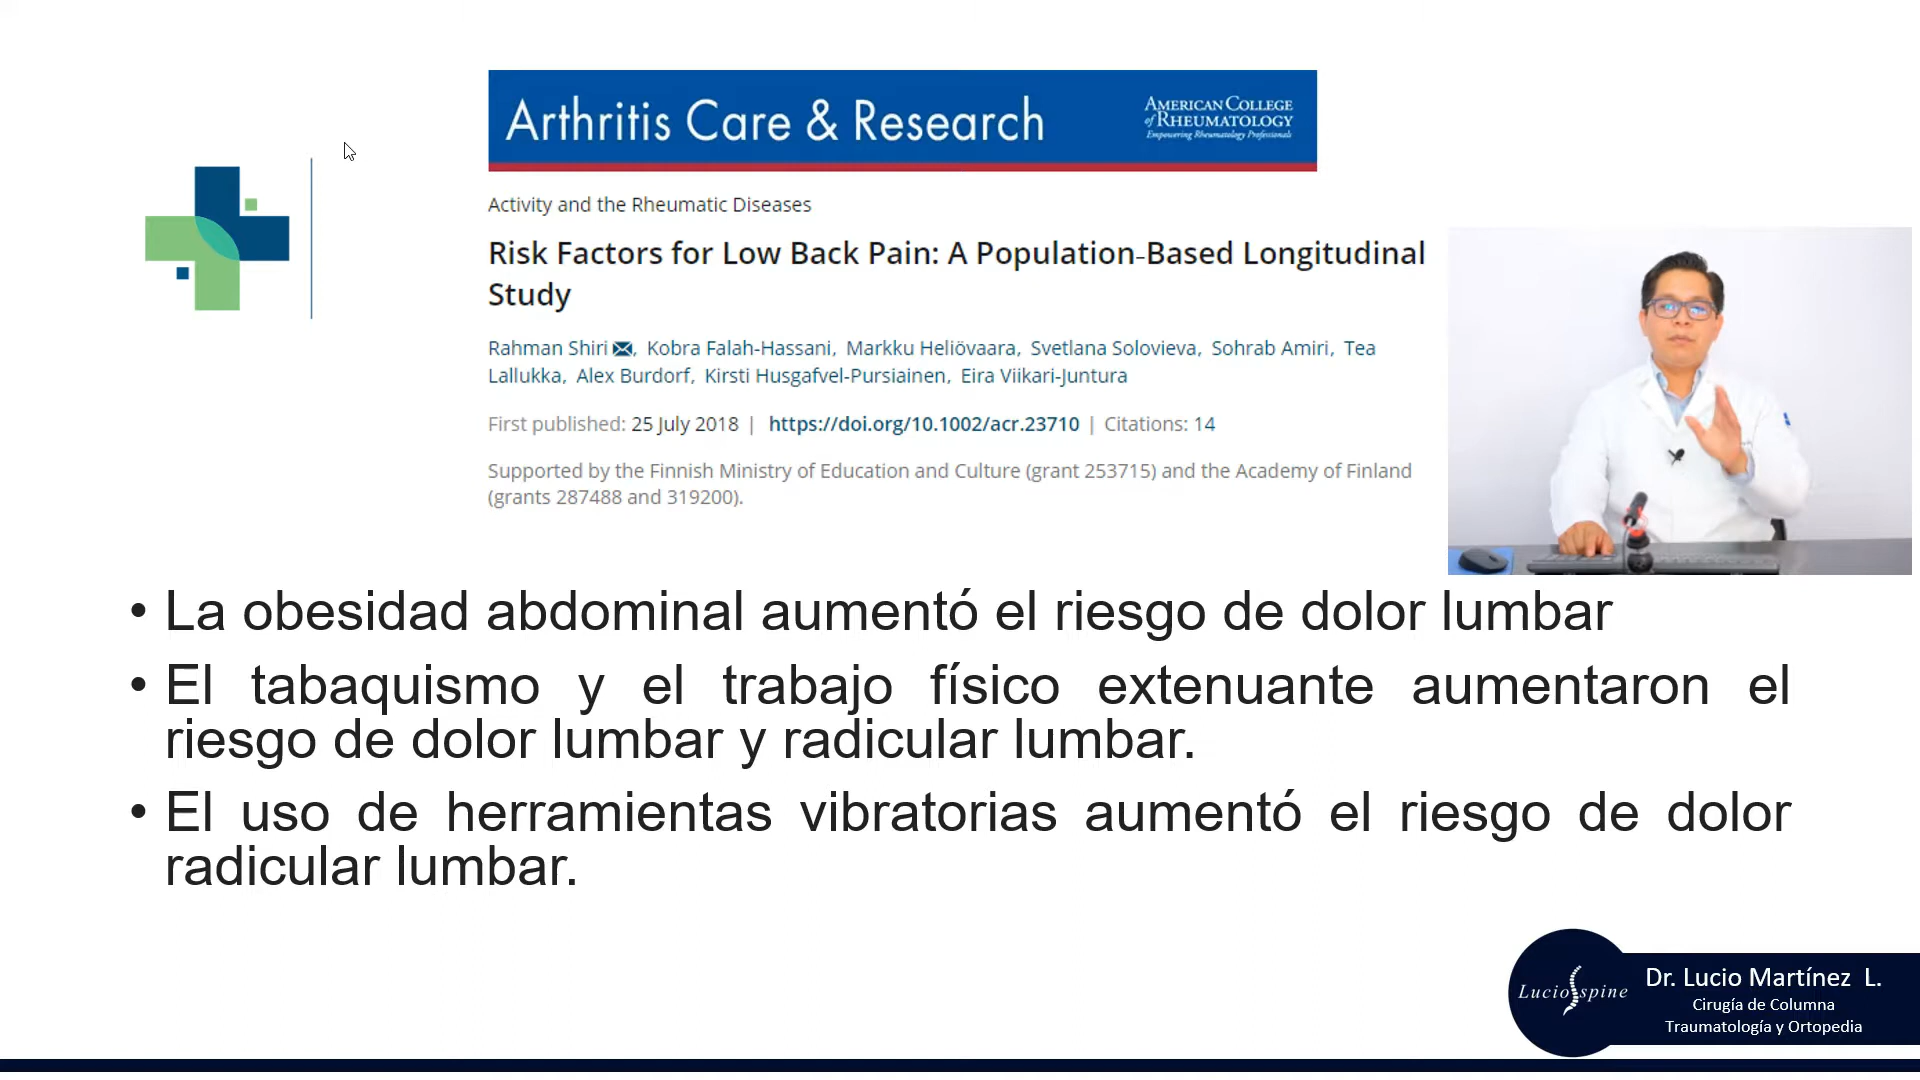 Arthritis Care & Research
AMERICAN COLLEGE
of RHEUMATOLOGY
Empowering Rheumatology Professionals
Activity and the Rheumatic Diseases
Risk Factors for Low Back Pain: A Population-Based Longitudinal
Study
Rahman Shiri, Kobra Falah-Hassani, Markku Heliövaara, Svetlana Solovieva, Sohrab Amiri, Tea
Lallukka, Alex Burdorf, Kirsti Husgafvel-Pursiainen, Eira Viikari-Juntura
First published: 25 July 2018 | https://doi.org/10.1002/acr.23710 | Citations: 14
Supported by the Finnish Ministry of Education and Culture (grant 253715) and the Academy of Finland
(grants 287488 and 319200).
• La obesidad abdominal aumentó el riesgo de dolor lumbar
• El tabaquismo y el trabajo físico extenuante aumentaron el
riesgo de dolor lumbar y radicular lumbar.
• El uso de herramientas vibratorias aumentó el riesgo de dolor
radicular lumbar.
Lucio spine
Dr. Lucio Martínez L.
Cirugía de Columna
Traumatología y Ortopedia